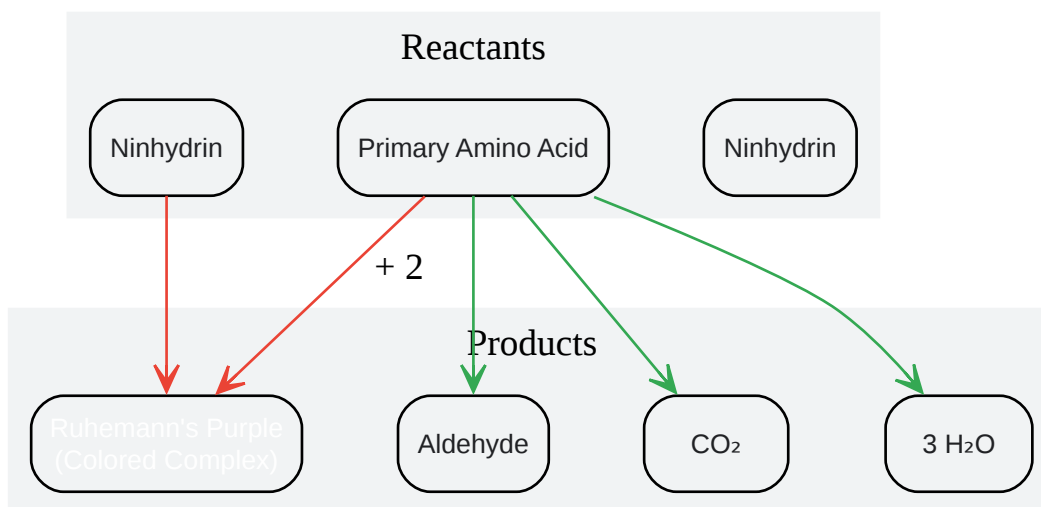 Reactants
Ninhydrin
Primary Amino Acid
Ninhydrin
+ 2
Products
Ruhemann's Purple
(Colored Complex)
Aldehyde
CO₂
3 H₂O